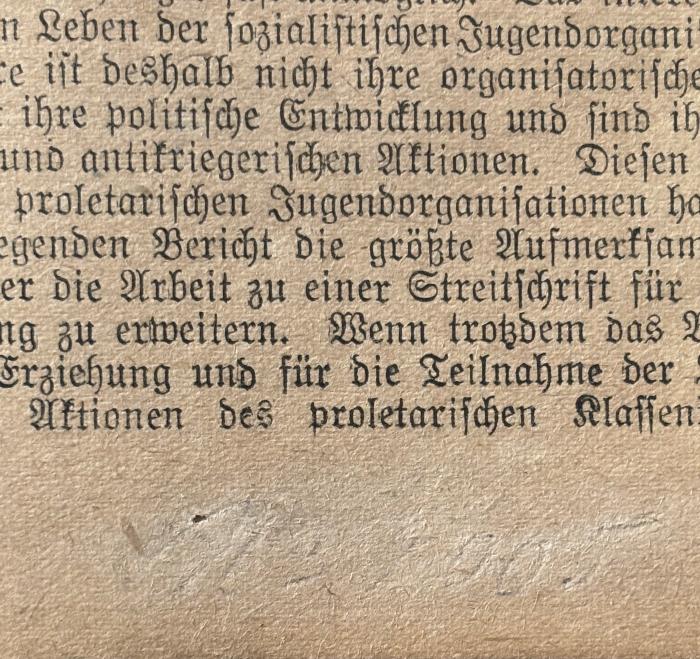 n Leben der ſozialiſtiſchen Jugendorgani
re iſt deshalb nicht ihre organiſatoriſche
ihre politiſche Entwicklung und ſind ih
und antikriegeriſchen Aktionen. Dieſen
proletariſchen Jugendorganiſationen ha
egenden Bericht die größte Aufmerkſam
er die Arbeit zu einer Streitſchrift für
ng zu erweitern. Wenn trotzdem das A
Erziehung und für die Teilnahme der
Aktionen des proletariſchen Klaſſen